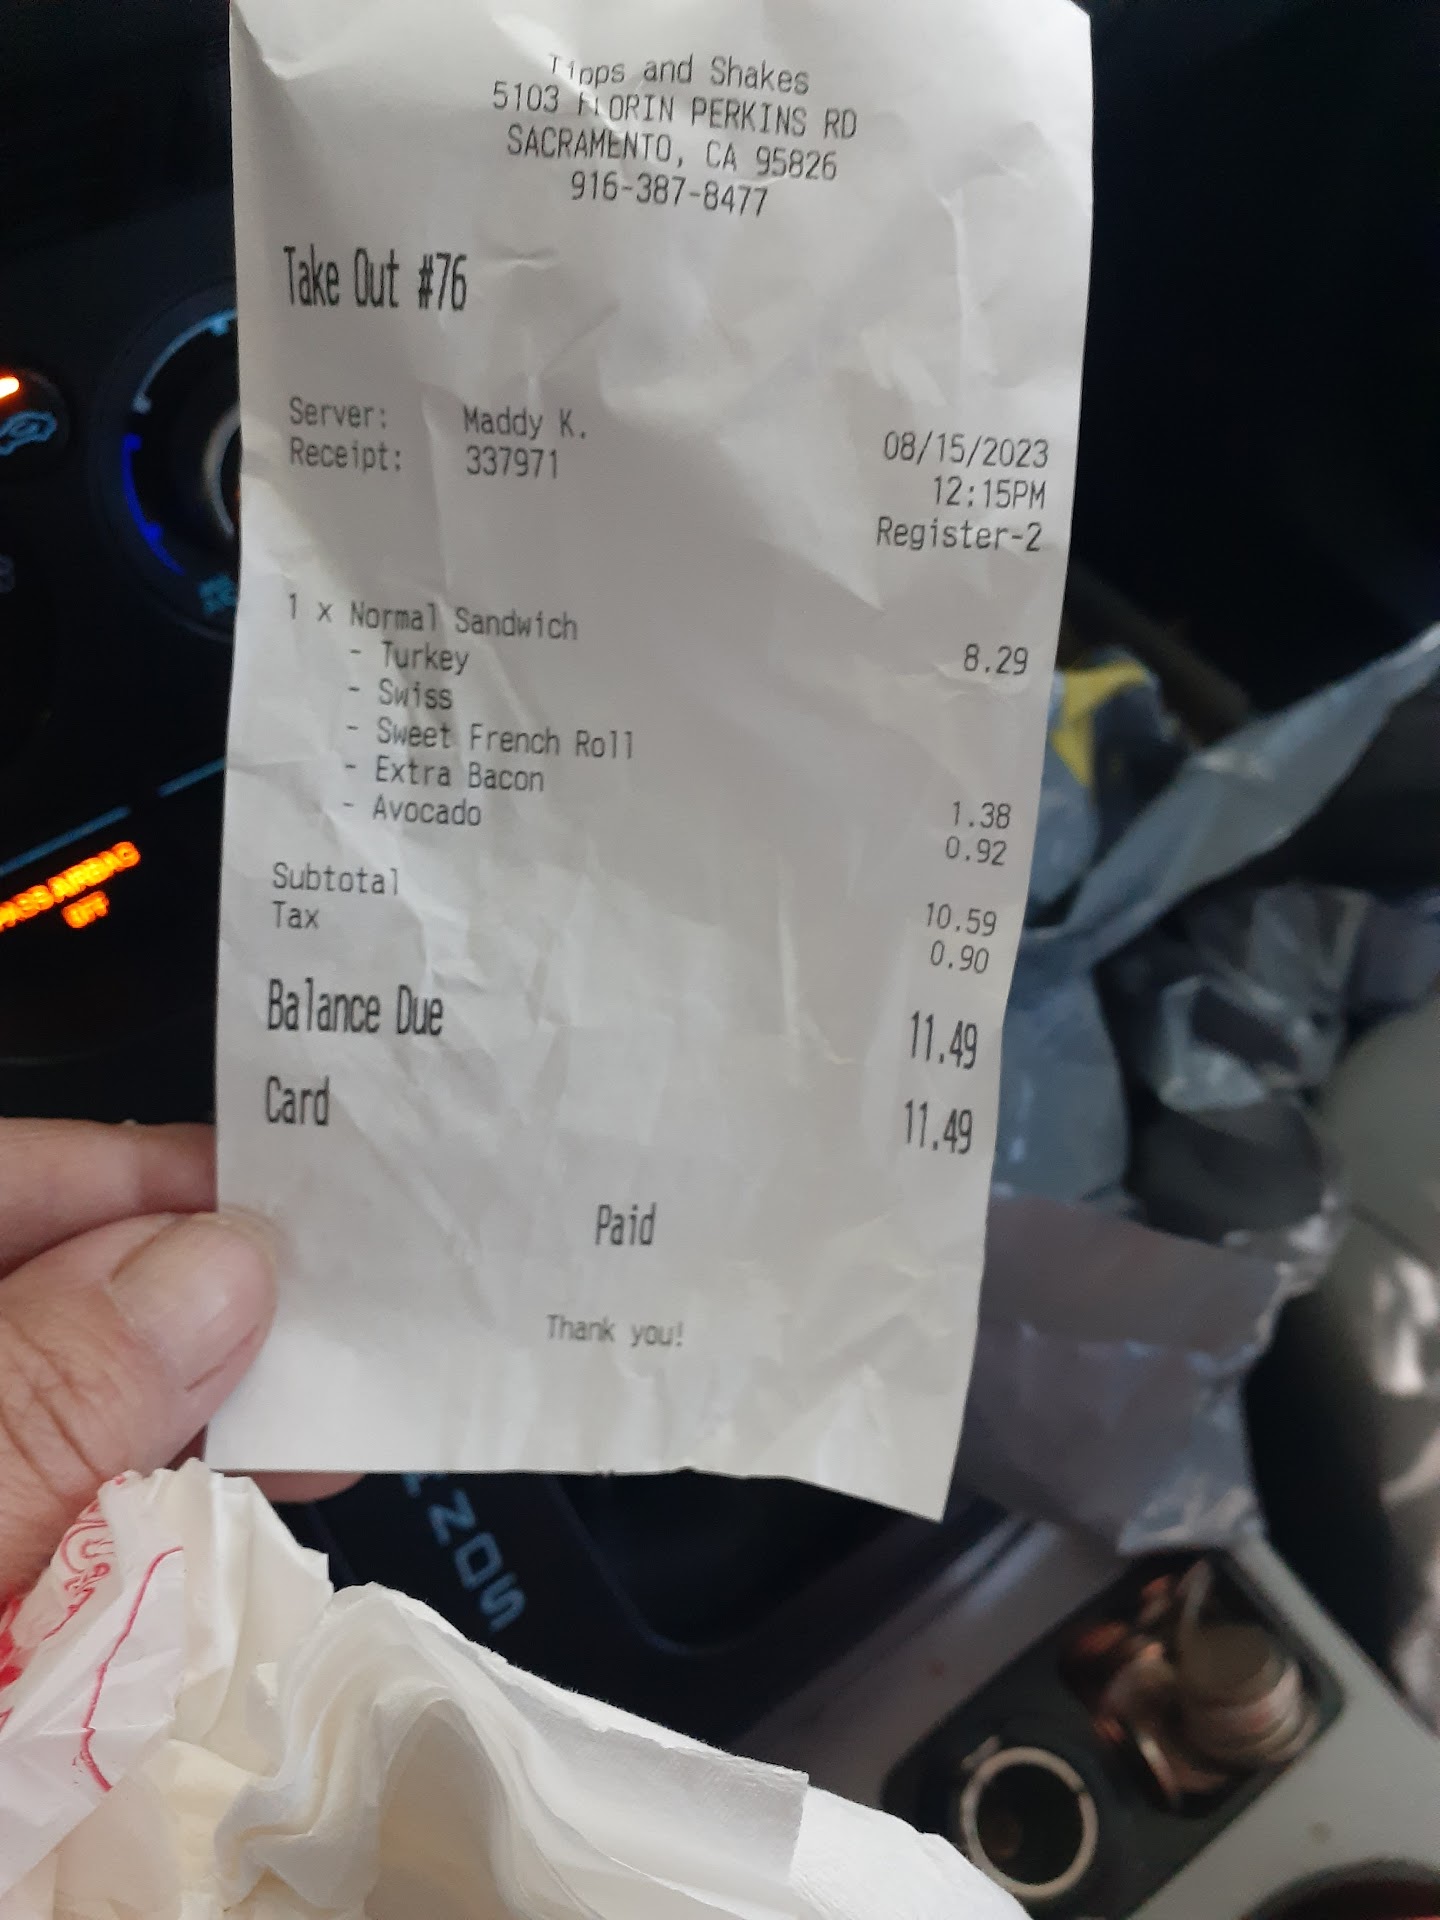 Tipps and Shakes
5103 FLORIN PERKINS RD
SACRAMENTO, CA 95826
916-387-8477
Take Out #76
Server: Maddy K. 08/15/2023
Receipt: 337971 12:15PM
Register-2
1 x Normal Sandwich 8.29
- Turkey
- Swiss
- Sweet French Roll
- Extra Bacon 1.38
- Avocado 0.92
Subtotal 10.59
Tax 0.90
Balance Due 11.49
Card 11.49
Paid
Thank you!
PASS AIRBAG
OFF